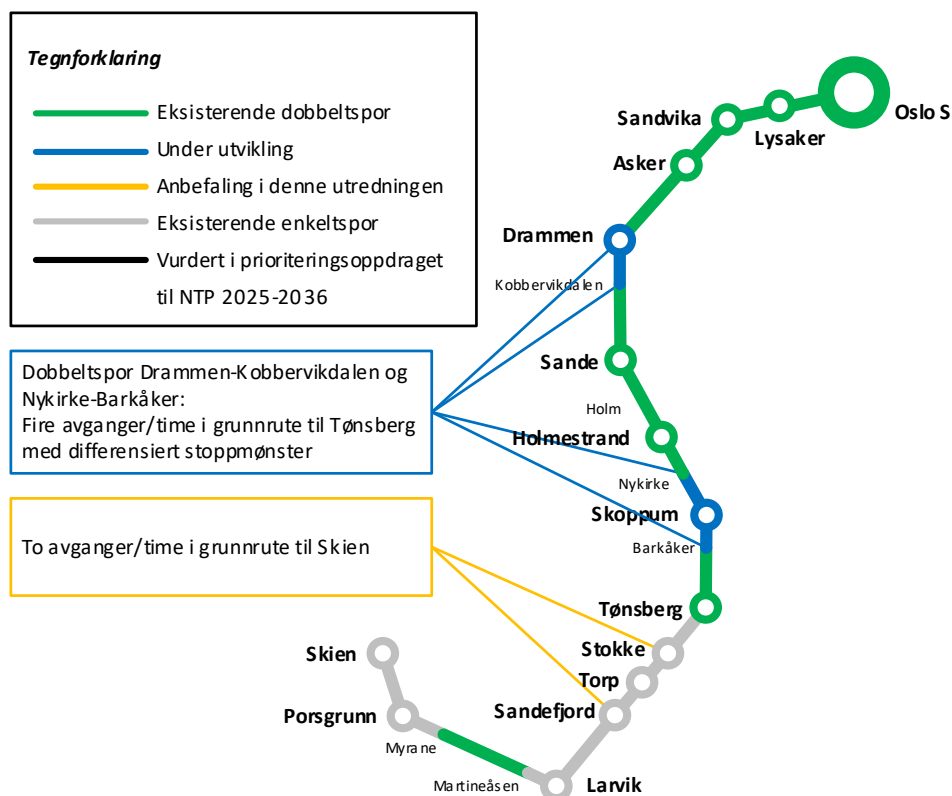 Tegnforklaring
Eksisterende dobbeltspor
Under utvikling
Anbefaling i denne utredningen
Eksisterende enkeltspor
Vurdert i prioriteringsoppdraget
til NTP 2025-2036
Dobbeltspor Drammen-Kobbervikdalen og
Nykirke-Barkåker:
Fire avganger/time i grunnrute til Tønsberg
med differensiert stoppmønster
To avganger/time i grunnrute til Skien
Oslo S
Lysaker
Sandvika
Asker
Drammen
Kobbervikdalen
Sande
Holm
Holmestrand
Nykirke
Skoppum
Barkåker
Tønsberg
Stokke
Torp
Sandefjord
Larvik
Martineåsen
Myrane
Porsgrunn
Skien